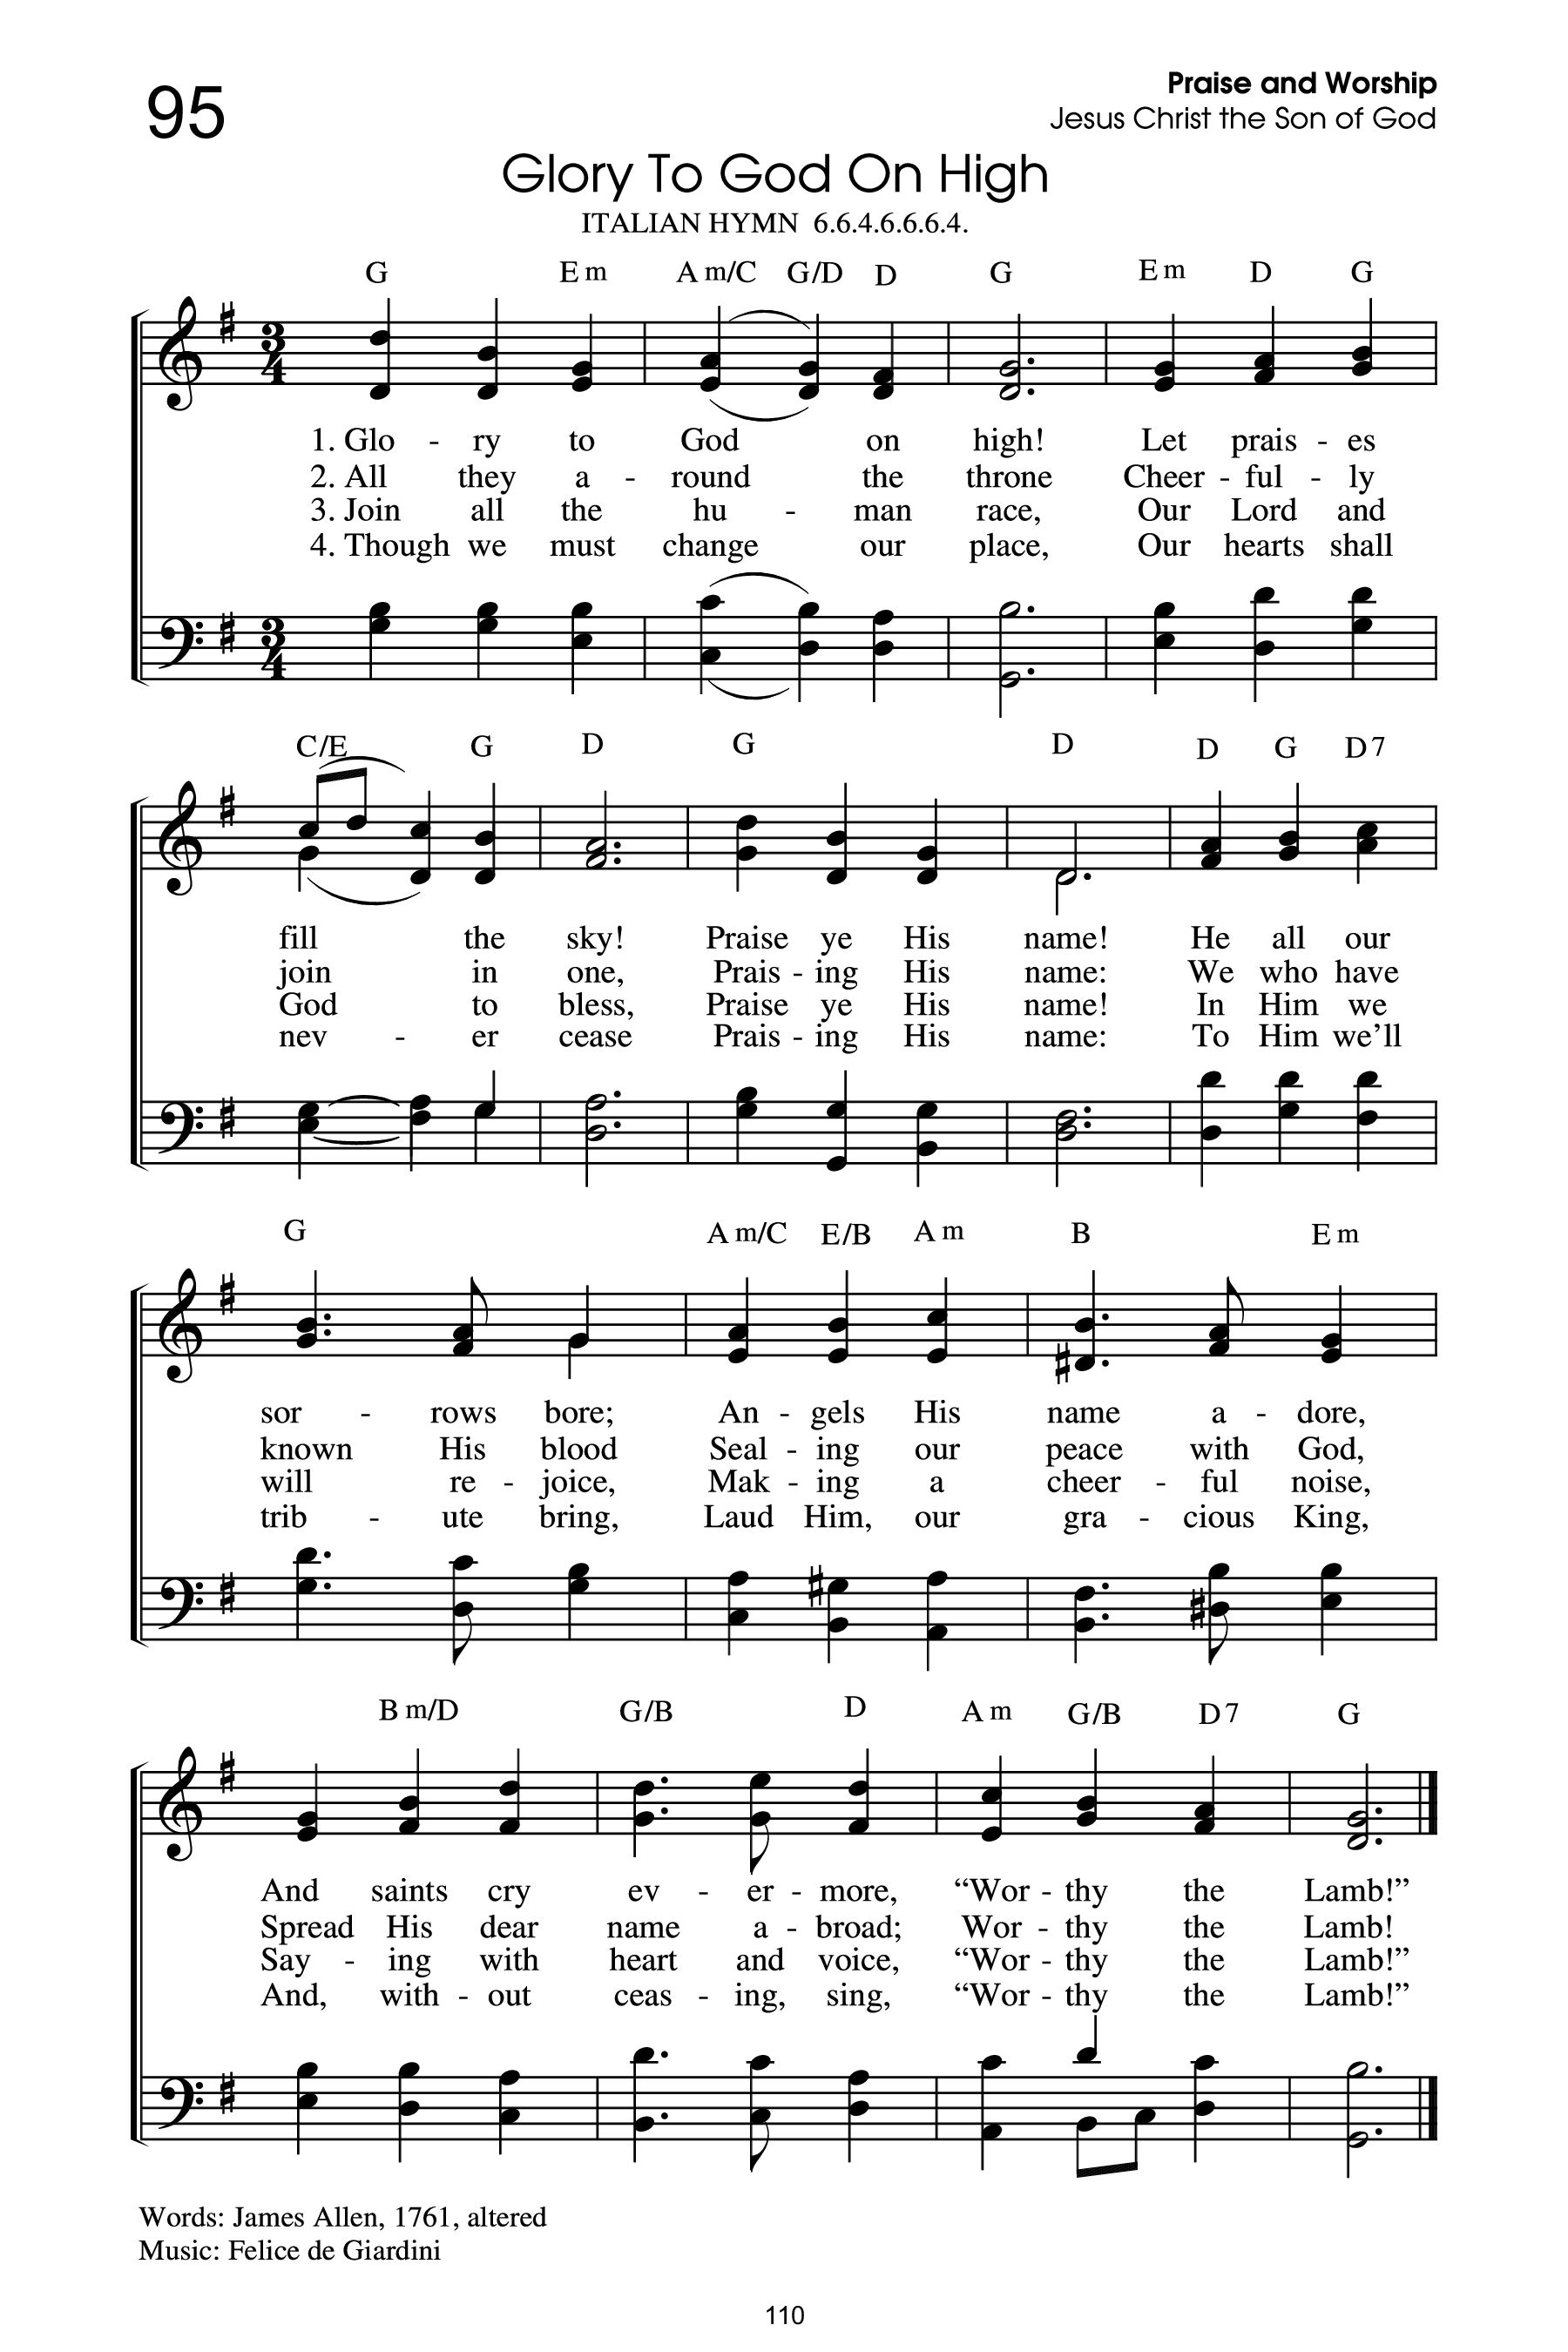 95
Praise and Worship
Jesus Christ the Son of God
Glory To God On High
ITALIAN HYMN 6.6.4.6.6.6.4.
G Em Am/C G/D D G Em D G
3 4
1. Glo - ry to God on high! Let prais - es
2. All they a - round the throne Cheer - ful - ly
3. Join all the hu - man race, Our Lord and
4. Though we must change our place, Our hearts shall
3 4
C/E G D G D D G D7
fill the sky! Praise ye His name! He all our
join in one, Prais - ing His name: We who have
God to bless, Praise ye His name! In Him we
nev - er cease Prais - ing His name: To Him we’ll
G Am/C E/B Am B Em
sor - rows bore; An - gels His name a - dore,
known His blood Seal - ing our peace with God,
will re - joice, Mak - ing a cheer - ful noise,
trib - ute bring, Laud Him, our gra - cious King,
Bm/D G/B D Am G/B D7 G
And saints cry ev - er - more, “Wor - thy the Lamb!”
Spread His dear name a - broad; Wor - thy the Lamb!
Say - ing with heart and voice, “Wor - thy the Lamb!”
And, with - out ceas - ing, sing, “Wor - thy the Lamb!”
Words: James Allen, 1761, altered
Music: Felice de Giardini
110